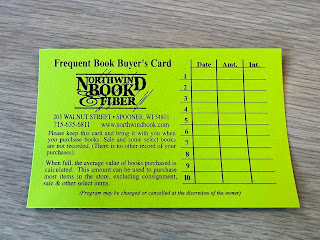 Frequent Book Buyer's Card
NORTHWIND
BOOK
& FIBER
205 WALNUT STREET • SPOONER, WI 54801
715-635-6811 www.northwindbook.com
Please keep this card and bring it with you when
you purchase books. Sale and some select books
are not recorded. (There is no other record of your
purchases).
When full, the average value of books purchased is
calculated. This amount can be used to purchase
most items in the store, excluding consignment,
sale & other select items.
Date Amt. Int.
1
2
3
4
5
6
7
8
9
10
(Program may be changed or cancelled at the discretion of the owner)